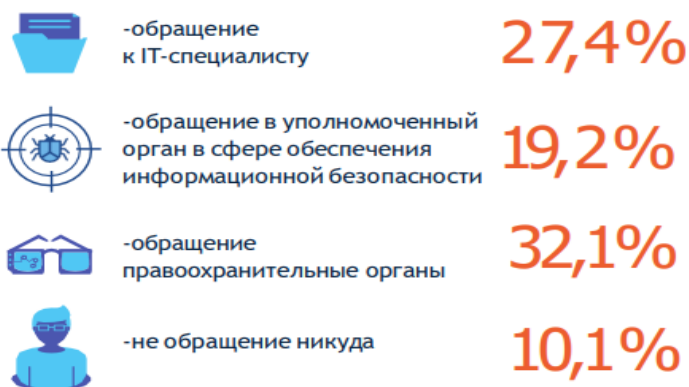 -обращение
к IT-специалисту
27,4%
-обращение в уполномоченный
орган в сфере обеспечения
информационной безопасности
19,2%
-обращение
правоохранительные органы
32,1%
-не обращение никуда
10,1%